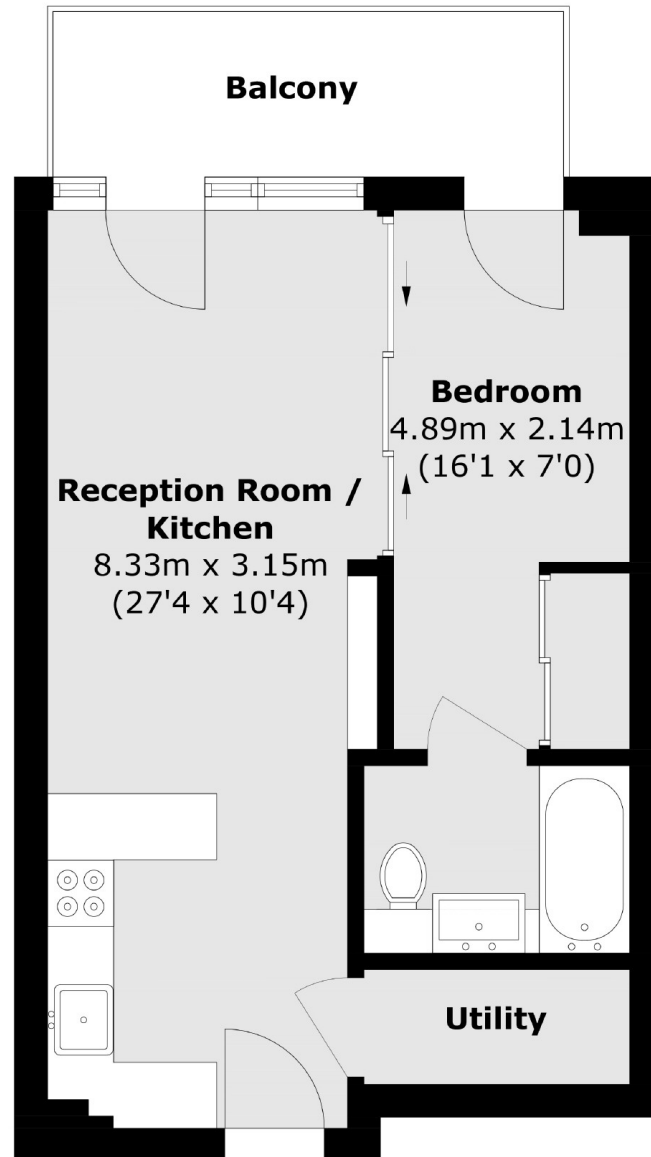 Balcony
Bedroom
4.89m x 2.14m
(16'1 x 7'0)
Reception Room /
Kitchen
8.33m x 3.15m
(27'4 x 10'4)
Utility